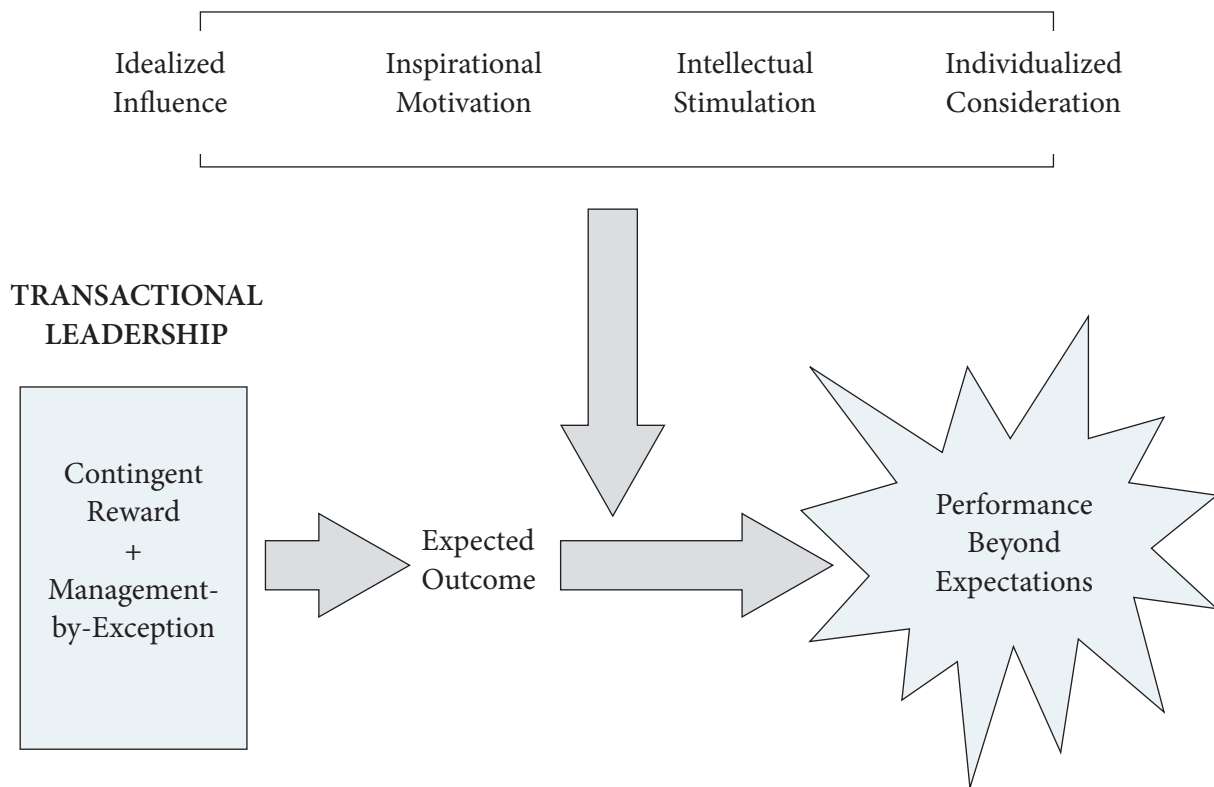 Idealized
Influence
Inspirational
Motivation
Intellectual
Stimulation
Individualized
Consideration
TRANSACTIONAL
LEADERSHIP
Contingent
Reward
+
Management-
by-Exception
Expected
Outcome
Performance
Beyond
Expectations